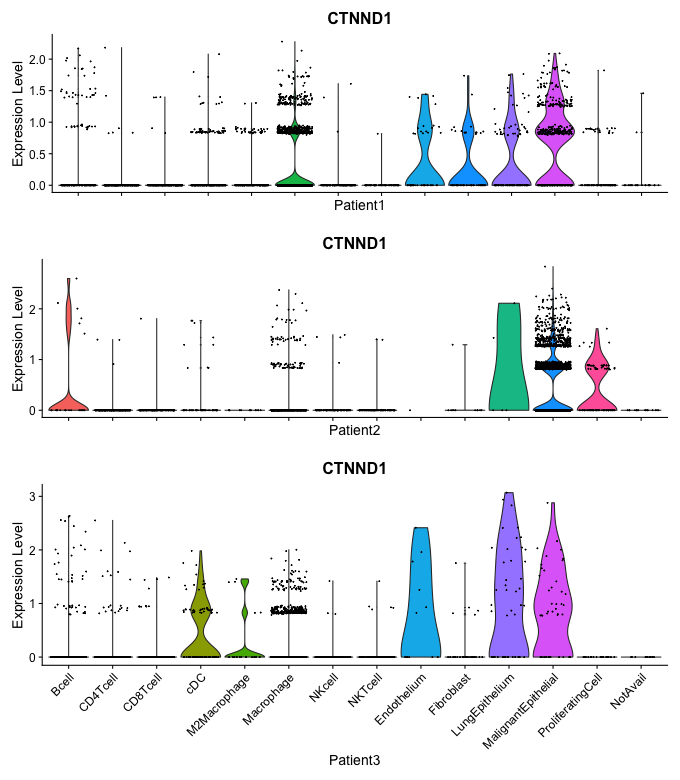 CTNND1
Expression Level
2.0
1.5
1.0
0.5
0.0
Patient1
CTNND1
Expression Level
2
1
0
Patient2
CTNND1
Expression Level
3
2
1
0
Bcell
CD4Tcell
CD8Tcell
cDC
M2Macrophage
Macrophage
NKcell
NKTcell
Endothelium
Fibroblast
LungEpithelium
MalignantEpithelial
ProliferatingCell
NotAvail
Patient3